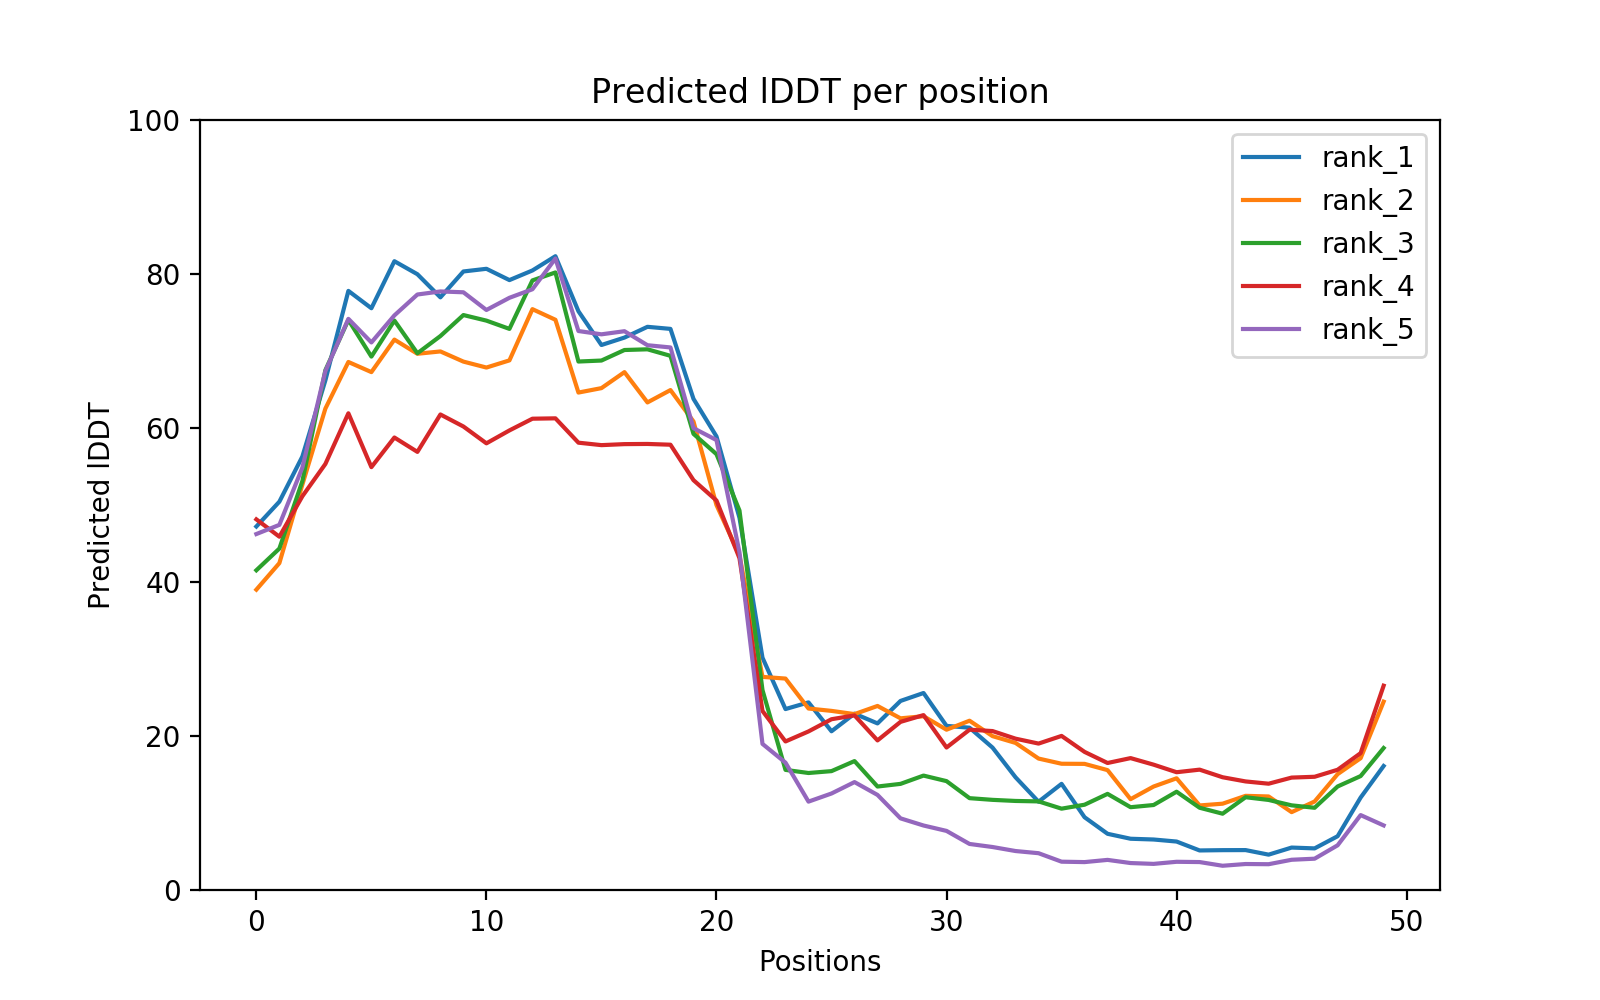 Predicted lDDT per position
100
80
60
40
20
0
Predicted lDDT
0 10 20 30 40 50
Positions
rank_1
rank_2
rank_3
rank_4
rank_5